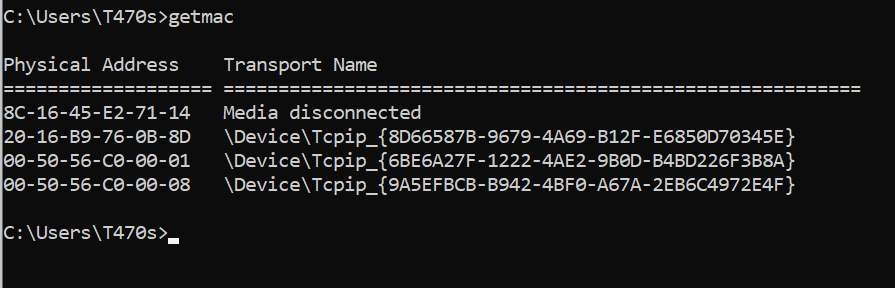 C:\Users\T470s>getmac
Physical Address    Transport Name
=================== ==========================================================
8C-16-45-E2-71-14   Media disconnected
20-16-B9-76-0B-8D   \Device\Tcpip_{8D66587B-9679-4A69-B12F-E6850D70345E}
00-50-56-C0-00-01   \Device\Tcpip_{6BE6A27F-1222-4AE2-9B0D-B4BD226F3B8A}
00-50-56-C0-00-08   \Device\Tcpip_{9A5EFBCB-B942-4BF0-A67A-2EB6C4972E4F}
C:\Users\T470s>